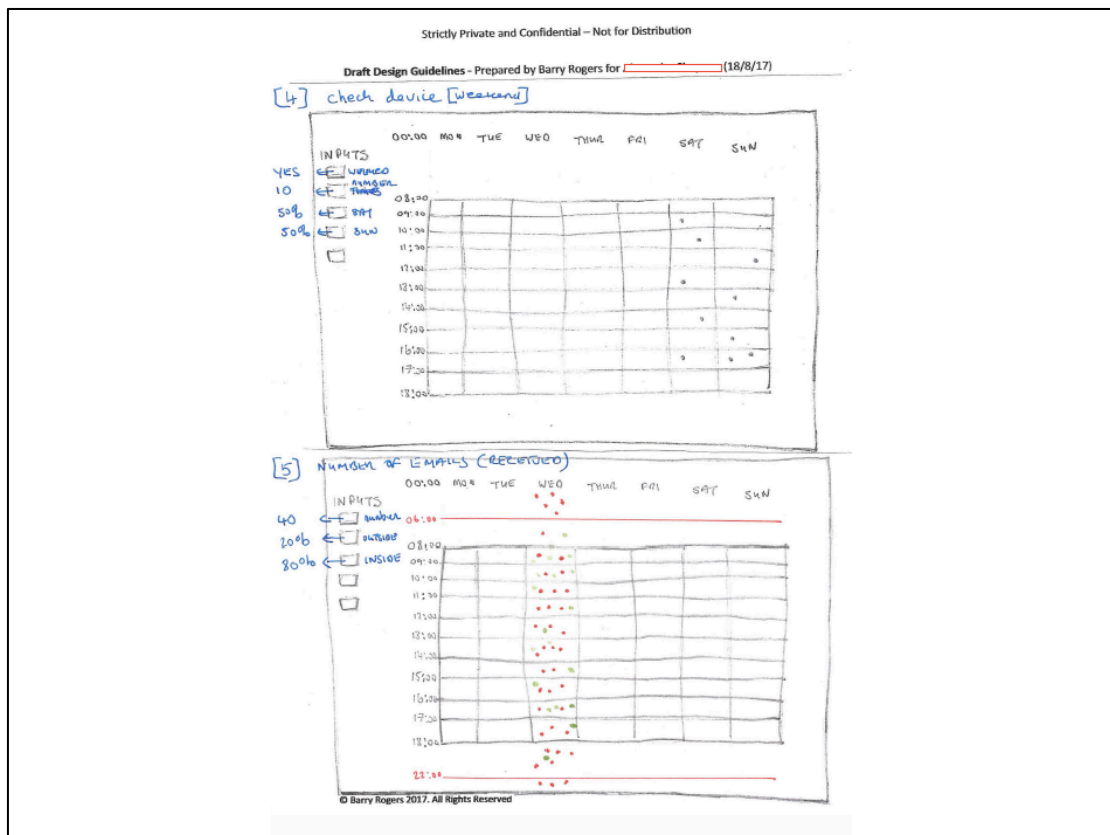 Strictly Private and Confidential – Not for Distribution
Draft Design Guidelines - Prepared by Barry Rogers for (18/8/17)
[4] Check device [weekend]
00:00 MON TUE WED THUR FRI SAT SUN
INPUTS
YES
NUMBER
10
50% SAT
50% SUN
08:00
09:00
10:00
11:00
12:00
13:00
14:00
15:00
16:00
17:00
18:00
[5] NUMBER OF EMAILS (RECEIVED)
00:00 MON TUE WED THUR FRI SAT SUN
INPUTS
40 number 06:00
20% OUTSIDE
80% INSIDE
08:00
09:00
10:00
11:00
12:00
13:00
14:00
15:00
16:00
17:00
18:00
22:00
© Barry Rogers 2017. All Rights Reserved